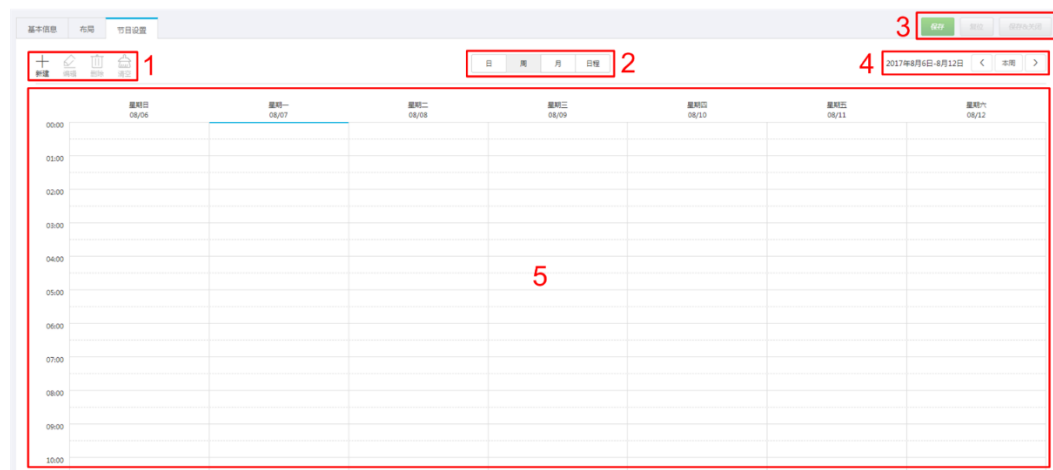 基本信息 布局 节目设置
3 保存
新建 编辑 删除 清空 1
日 周 月 日程 2
4 2017年8月6日-8月12日 < 本周 >
星期日 星期一 星期二 星期三 星期四 星期五 星期六
08/06 08/07 08/08 08/09 08/10 08/11 08/12
00:00
01:00
02:00
03:00
04:00
5
05:00
06:00
07:00
08:00
09:00
10:00